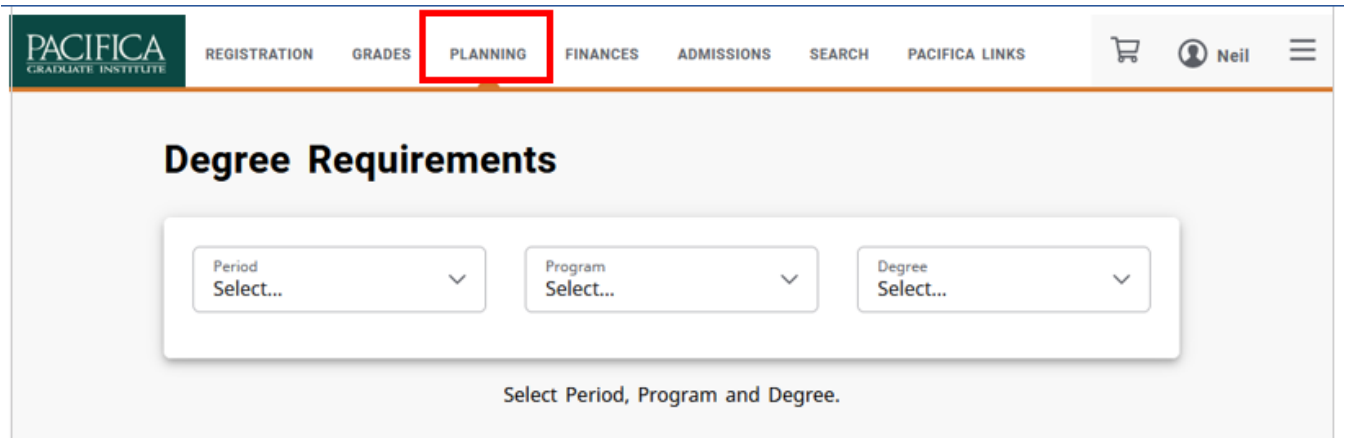 PACIFICA
GRADUATE INSTITUTE
REGISTRATION GRADES PLANNING FINANCES ADMISSIONS SEARCH PACIFICA LINKS Neil
Degree Requirements
Period Program Degree
Select... Select... Select...
Select Period, Program and Degree.